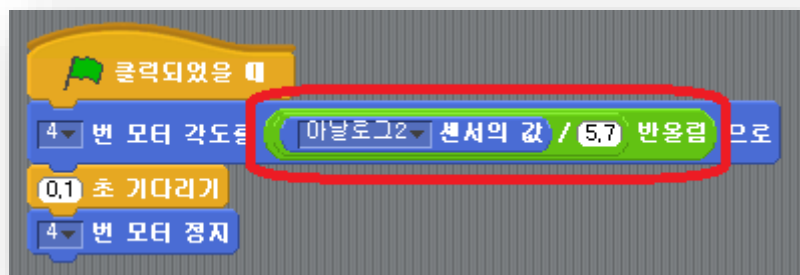 클릭되었을 때
4 번 모터 각도를 아날로그2 센서의 값 / 5.7 반올림 으로
0.1 초 기다리기
4 번 모터 정지